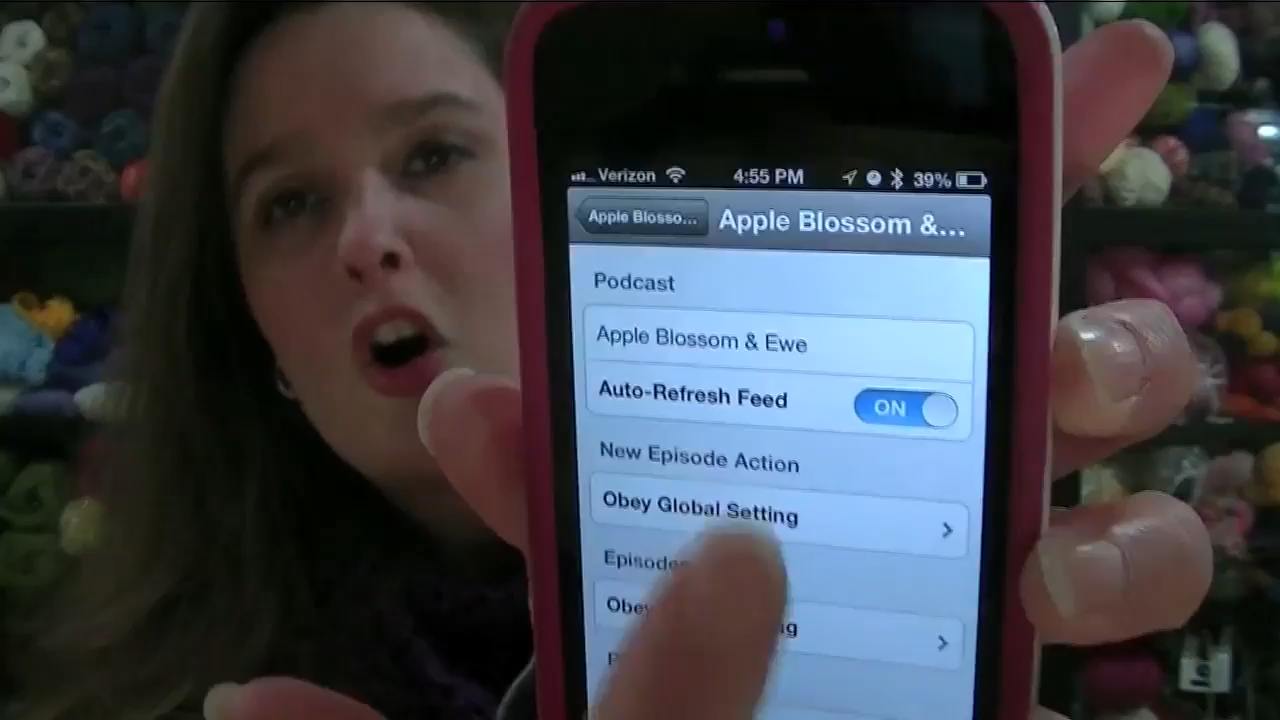 Verizon 4:55 PM 39%
Apple Blosso... Apple Blossom &...
Podcast
Apple Blossom & Ewe
Auto-Refresh Feed ON
New Episode Action
Obey Global Setting